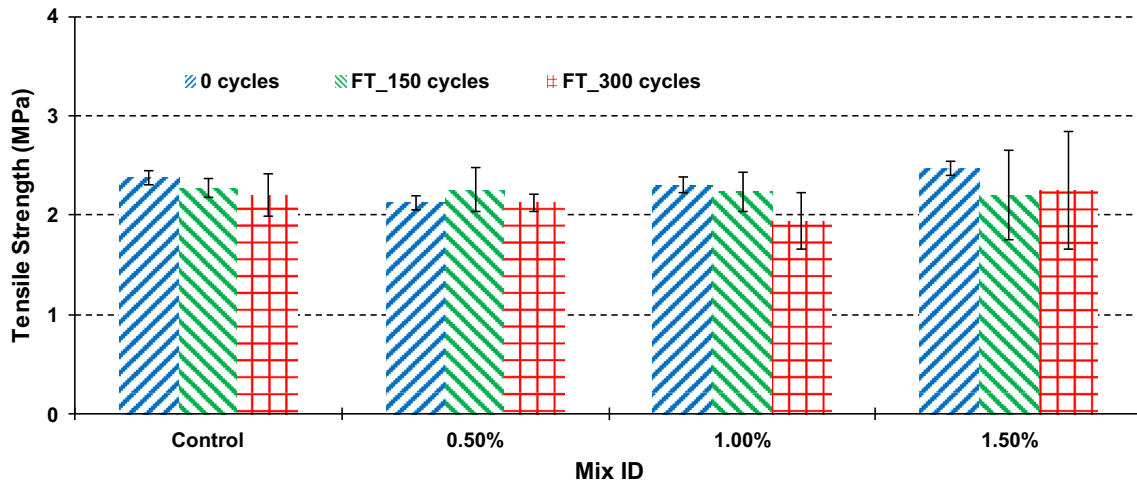 4
3
2
1
0
Tensile Strength (MPa)
0 cycles FT_150 cycles FT_300 cycles
Control 0.50% 1.00% 1.50%
Mix ID